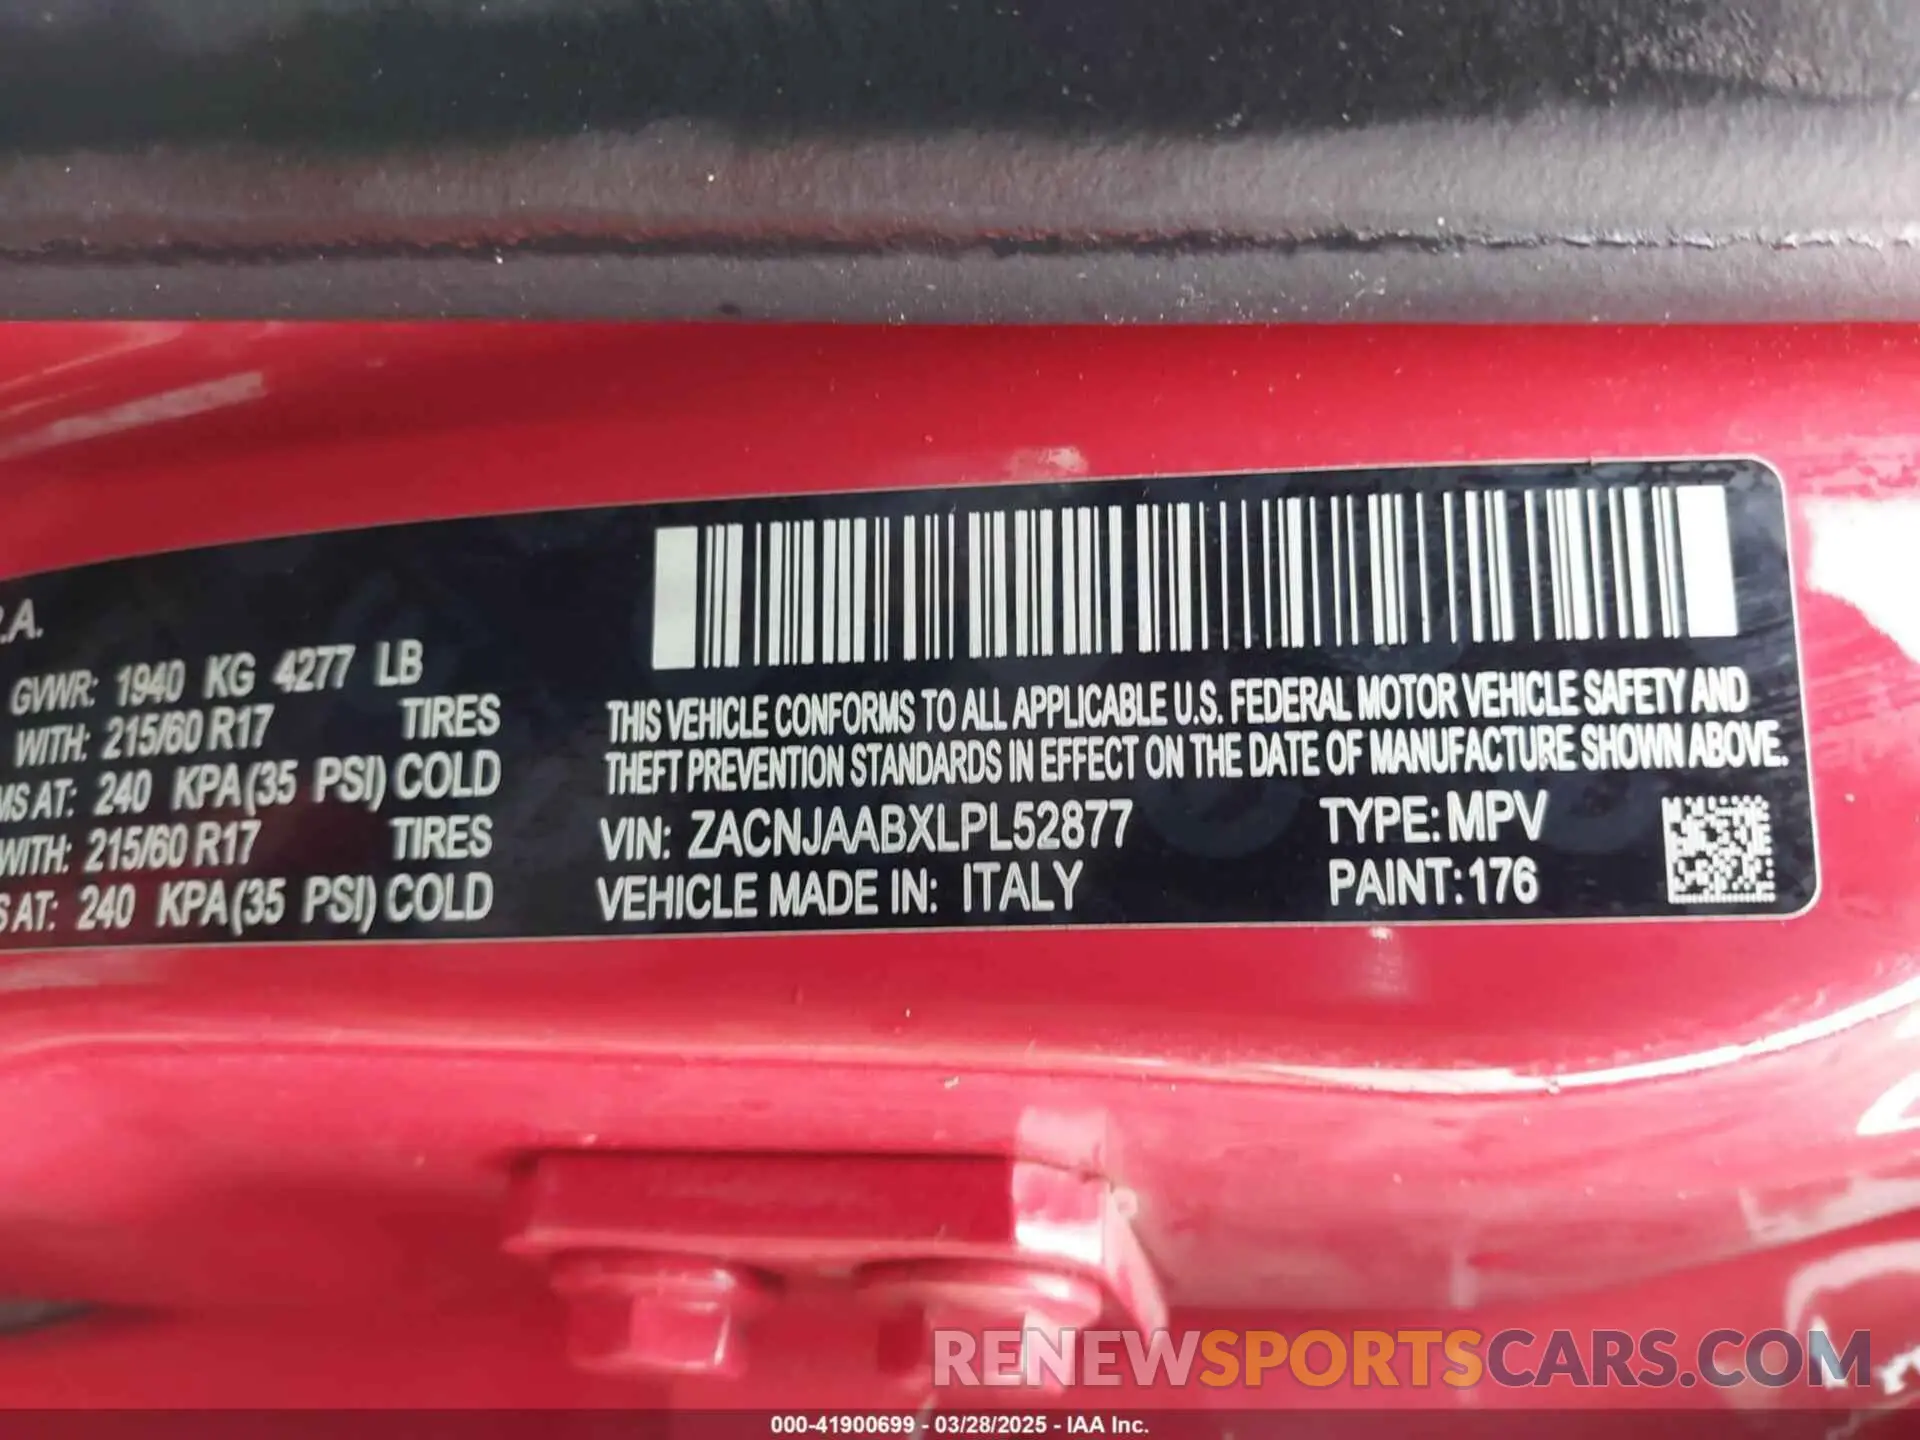 .A.
GVWR: 1940 KG 4277 LB
WITH: 215/60 R17 TIRES
MS AT: 240 KPA(35 PSI) COLD
WITH: 215/60 R17 TIRES
S AT: 240 KPA(35 PSI) COLD
THIS VEHICLE CONFORMS TO ALL APPLICABLE U.S. FEDERAL MOTOR VEHICLE SAFETY AND
THEFT PREVENTION STANDARDS IN EFFECT ON THE DATE OF MANUFACTURE SHOWN ABOVE.
VIN: ZACNJAABXLPL52877 TYPE: MPV
VEHICLE MADE IN: ITALY PAINT: 176
RENEWSPORTSCARS.COM
000-41900699 - 03/28/2025 - IAA Inc.